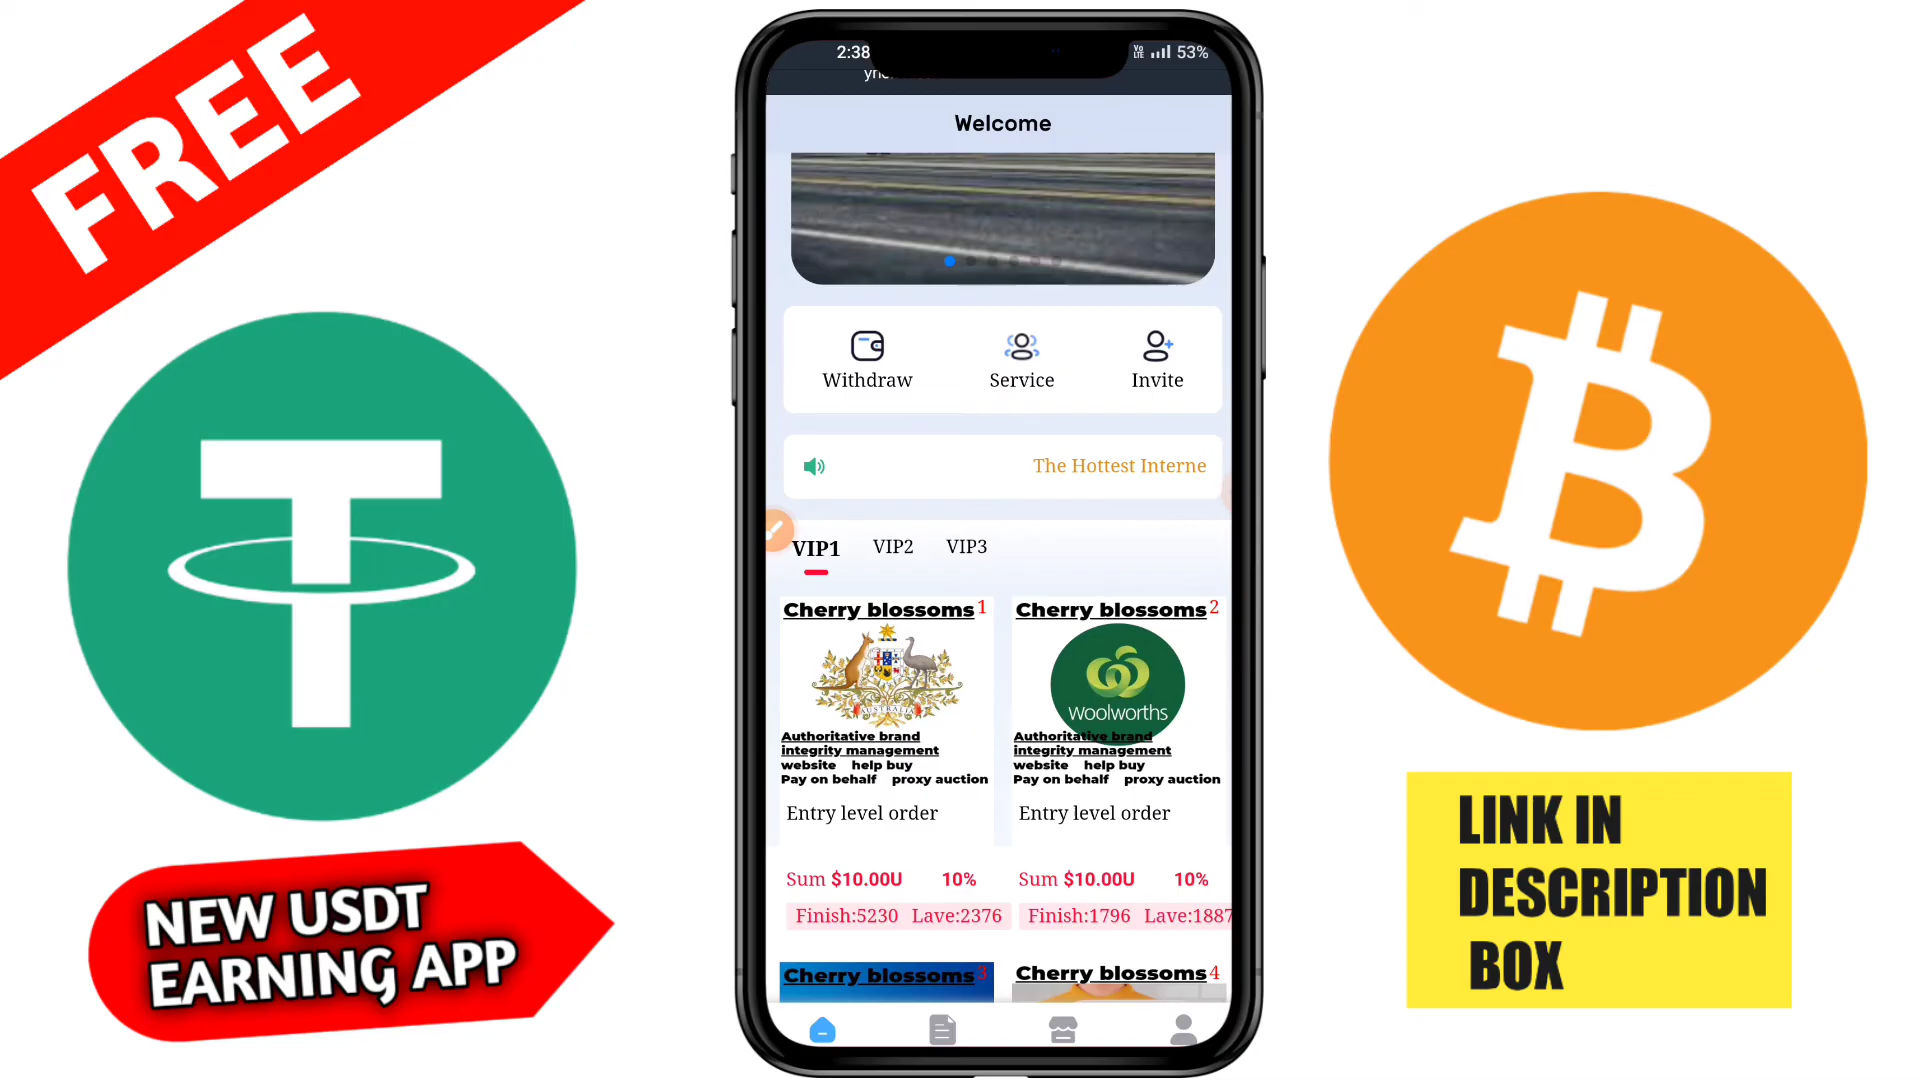 FREE
2:38
53%
Welcome
Withdraw
Service
Invite
The Hottest Interne
VIP1
VIP2
VIP3
Cherry blossoms 1
AUSTRALIA
Authoritative brand
integrity management
website help buy
Pay on behalf proxy auction
Entry level order
Sum $10.00U 10%
Finish:5230 Lave:2376
Cherry blossoms 2
woolworths
Authoritative brand
integrity management
website help buy
Pay on behalf proxy auction
Entry level order
Sum $10.00U 10%
Finish:1796 Lave:1887
Cherry blossoms 3
Cherry blossoms 4
NEW USDT
EARNING APP
LINK IN
DESCRIPTION
BOX